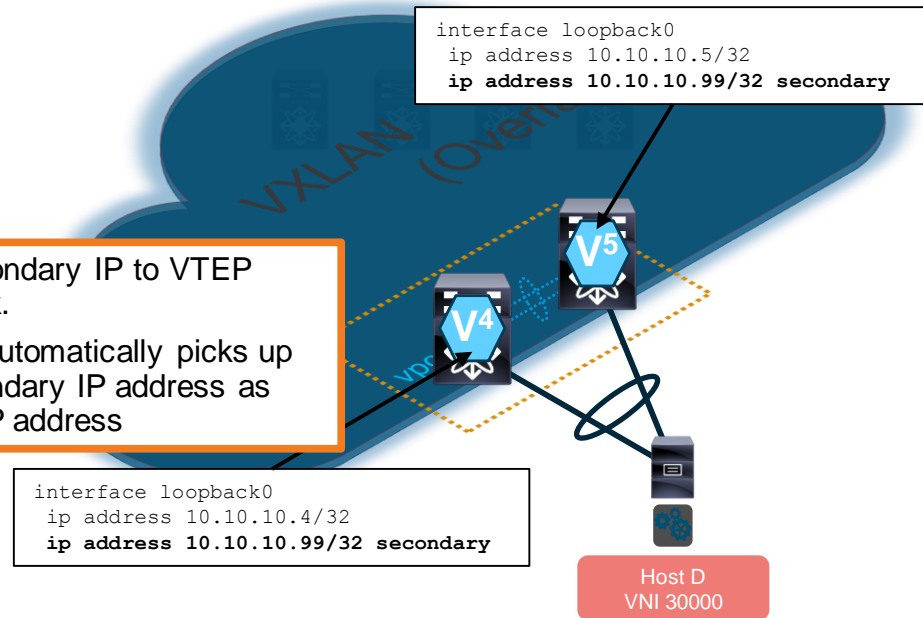 interface loopback0
ip address 10.10.10.5/32
ip address 10.10.10.99/32 secondary
VXLAN
V5
ondary IP to VTEP
V4
utomatically picks up
ndary IP address as
address
interface loopback0
ip address 10.10.10.4/32
ip address 10.10.10.99/32 secondary
Host D
VNI 30000